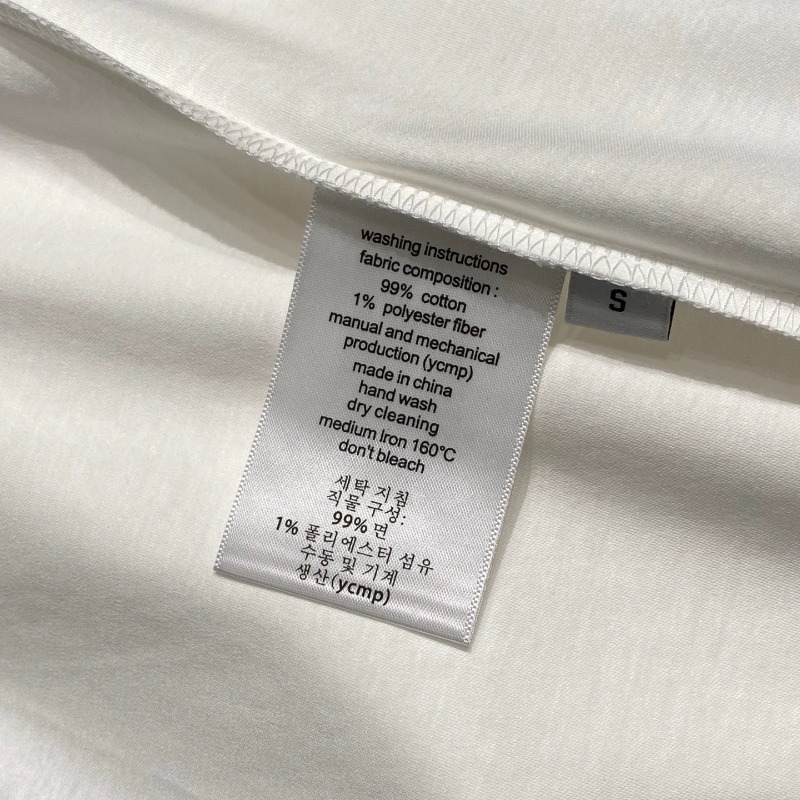 washing instructions
fabric composition :
99% cotton
1% polyester fiber
manual and mechanical
production (ycmp)
made in china
hand wash
dry cleaning
medium Iron 160℃
don't bleach
세탁 지침
직물 구성:
99% 면
1% 폴리에스터 섬유
수동 및 기계
생산(ycmp)
S